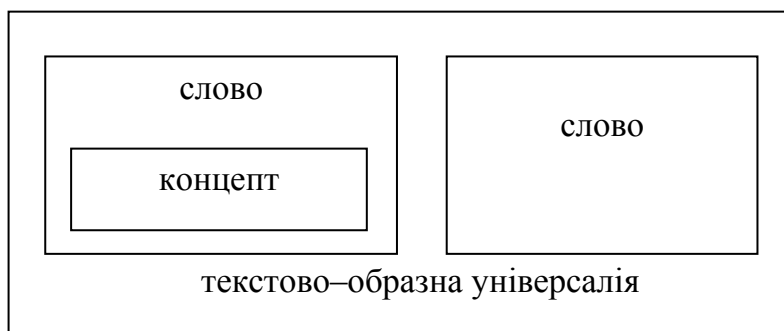 слово
слово
концепт
текстово–образна універсалія